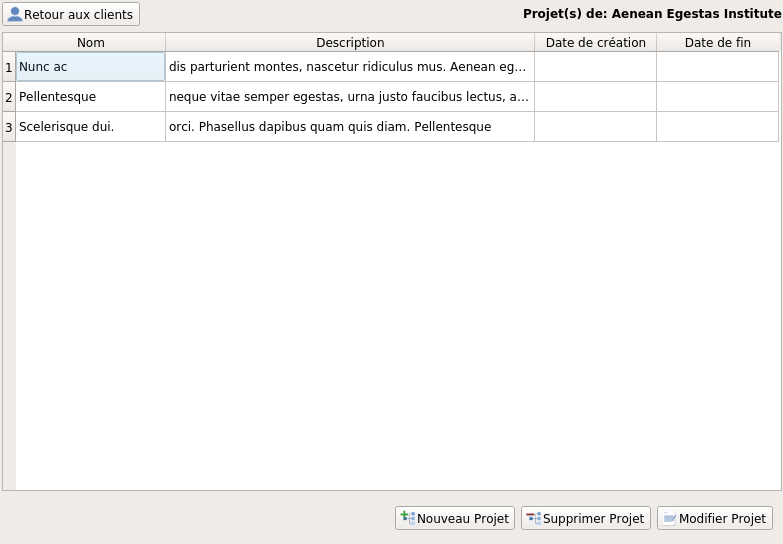 Retour aux clients
Projet(s) de: Aenean Egestas Institute
Nom Description Date de création Date de fin
1 Nunc ac dis parturient montes, nascetur ridiculus mus. Aenean eg...
2 Pellentesque neque vitae semper egestas, urna justo faucibus lectus, a...
3 Scelerisque dui. orci. Phasellus dapibus quam quis diam. Pellentesque
Nouveau Projet Supprimer Projet Modifier Projet